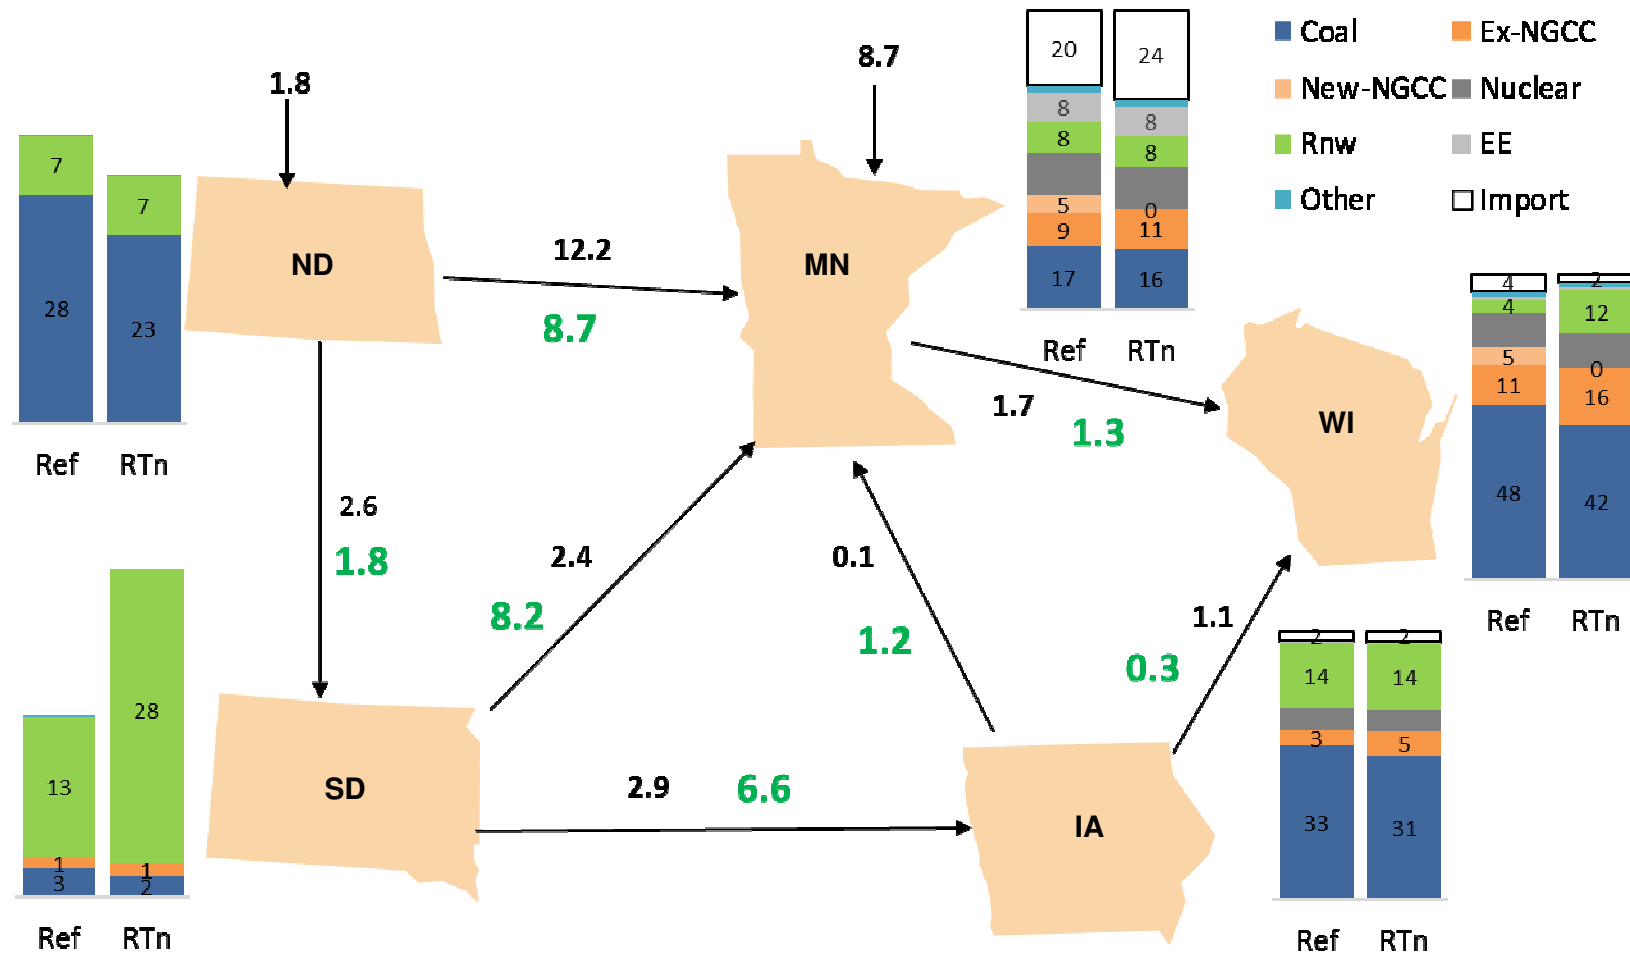 Coal
Ex-NGCC
New-NGCC
Nuclear
Rnw
EE
Other
Import
1.8
8.7
7
28
7
23
Ref
RTn
ND
12.2
8.7
MN
20
8
8
5
9
17
24
8
8
0
11
16
Ref
RTn
1.7
1.3
WI
4
4
5
11
48
2
12
0
16
42
Ref
RTn
2.6
1.8
2.4
8.2
0.1
1.2
1.1
0.3
13
1
3
28
1
2
Ref
RTn
SD
2.9
6.6
IA
2
14
3
33
2
14
5
31
Ref
RTn